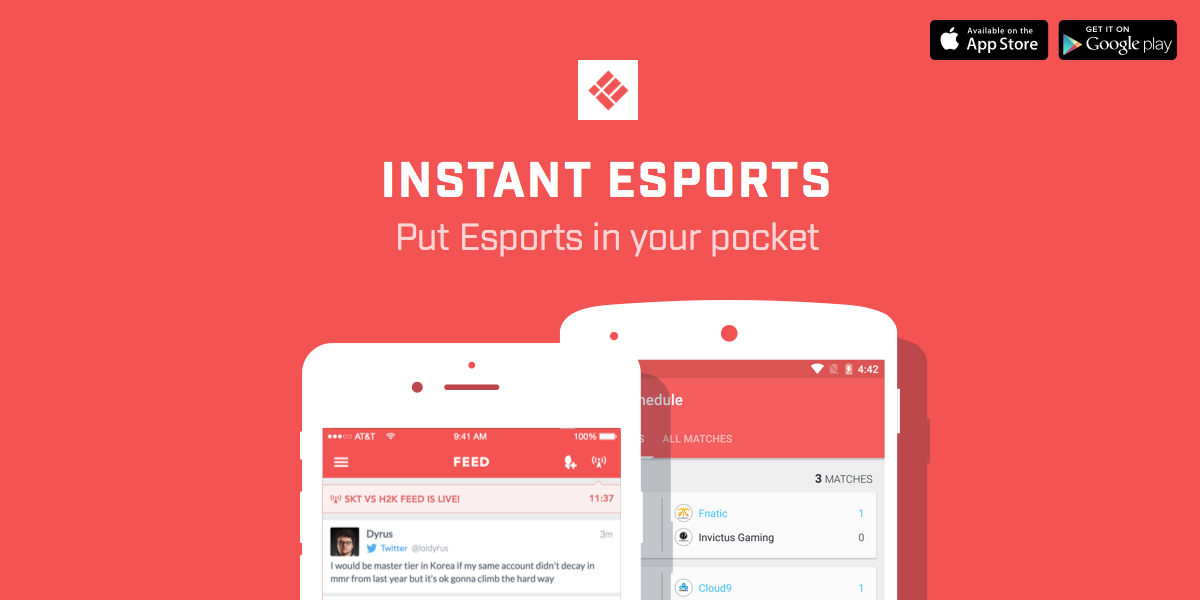 Available on the
App Store
GET IT ON
Google play
INSTANT ESPORTS
Put Esports in your pocket
AT&T
9:41 AM
100%
FEED
SKT VS H2K FEED IS LIVE!
11:37
Dyrus
3m
Twitter @loldyrus
I would be master tier in Korea if my same account didn't decay in
mmr from last year but it's ok gonna climb the hard way
4:42
hedule
S
ALL MATCHES
3 MATCHES
Fnatic 1
Invictus Gaming 0
Cloud9 1